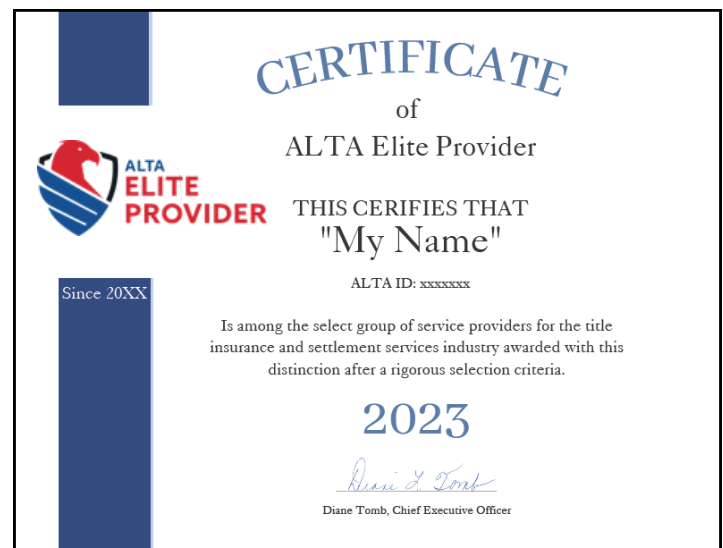 CERTIFICATE
of
ALTA Elite Provider
ALTA
ELITE
PROVIDER
THIS CERIFIES THAT
"My Name"
ALTA ID: xxxxxxx
Since 20XX
Is among the select group of service providers for the title
insurance and settlement services industry awarded with this
distinction after a rigorous selection criteria.
2023
Diane L. Tomb
Diane Tomb, Chief Executive Officer